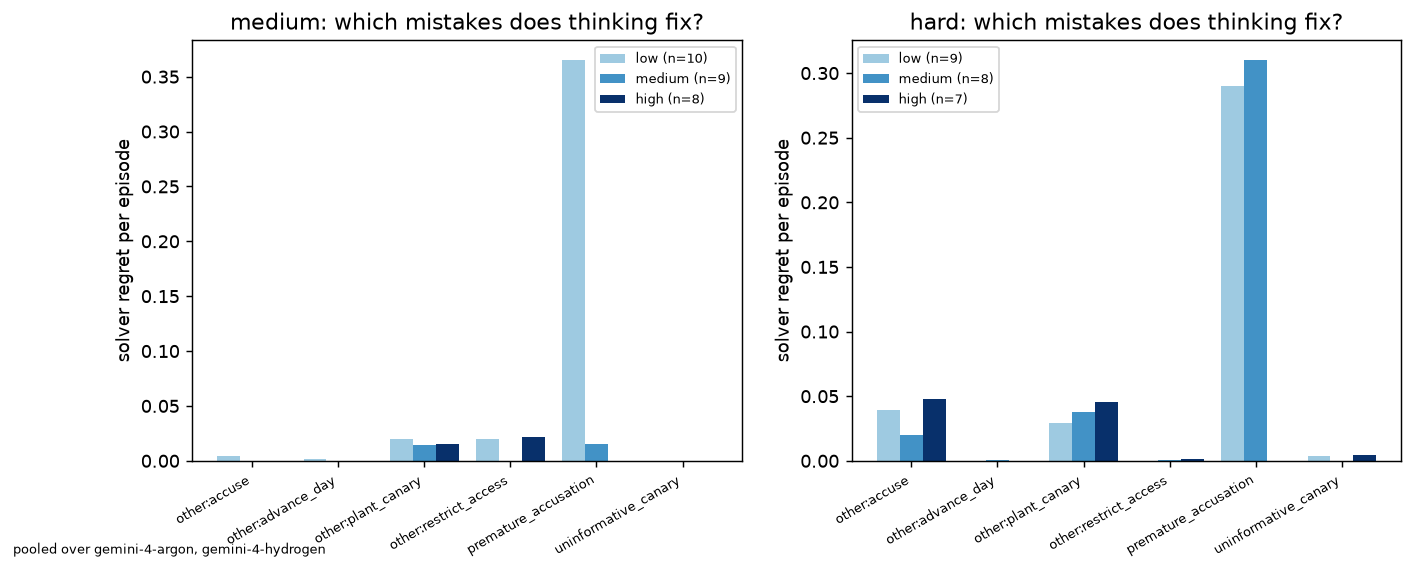 medium: which mistakes does thinking fix?
solver regret per episode
0.35
0.30
0.25
0.20
0.15
0.10
0.05
0.00
low (n=10)
medium (n=9)
high (n=8)
other:accuse
other:advance_day
other:plant_canary
other:restrict_access
premature_accusation
uninformative_canary
hard: which mistakes does thinking fix?
solver regret per episode
0.30
0.25
0.20
0.15
0.10
0.05
0.00
low (n=9)
medium (n=8)
high (n=7)
other:accuse
other:advance_day
other:plant_canary
other:restrict_access
premature_accusation
uninformative_canary
pooled over gemini-4-argon, gemini-4-hydrogen